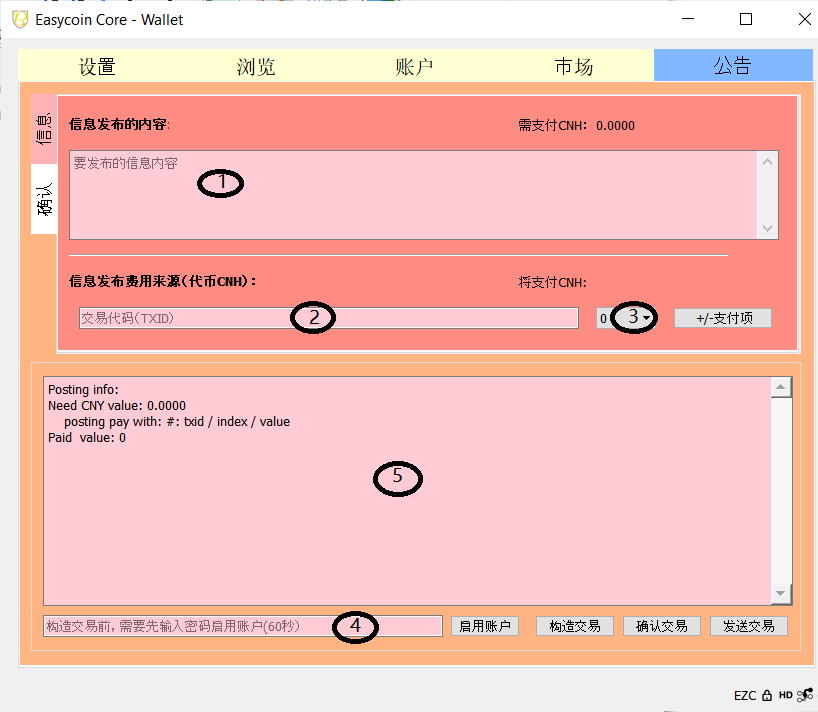 Easycoin Core - Wallet
设置 浏览 账户 市场 公告
信息
确认
信息发布的内容: 需支付CNH: 0.0000
要发布的信息内容
1
信息发布费用来源(代币CNH): 将支付CNH:
交易代码(TXID) 2 0 3 +/-支付项
Posting info:
Need CNY value: 0.0000
posting pay with: #: txid / index / value
Paid value: 0
5
构造交易前,需要先输入密码启用账户(60秒) 4 启用账户 构造交易 确认交易 发送交易
EZC HD